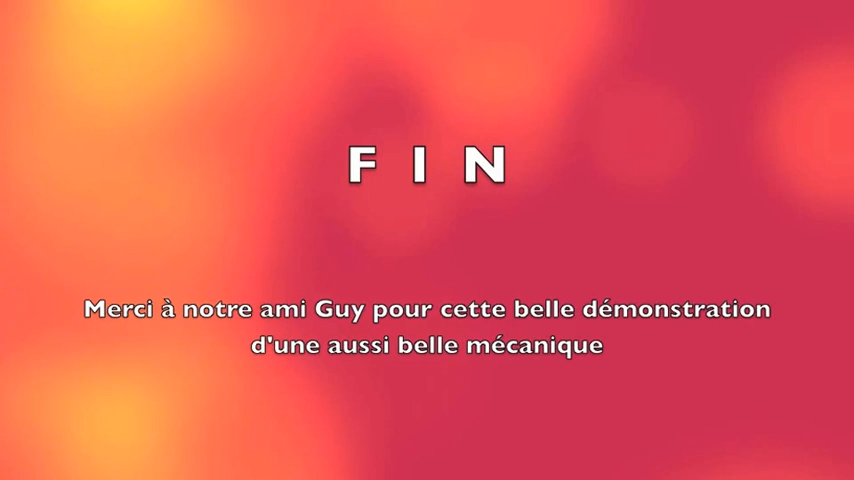 F I N
Merci à notre ami Guy pour cette belle démonstration
d'une aussi belle mécanique